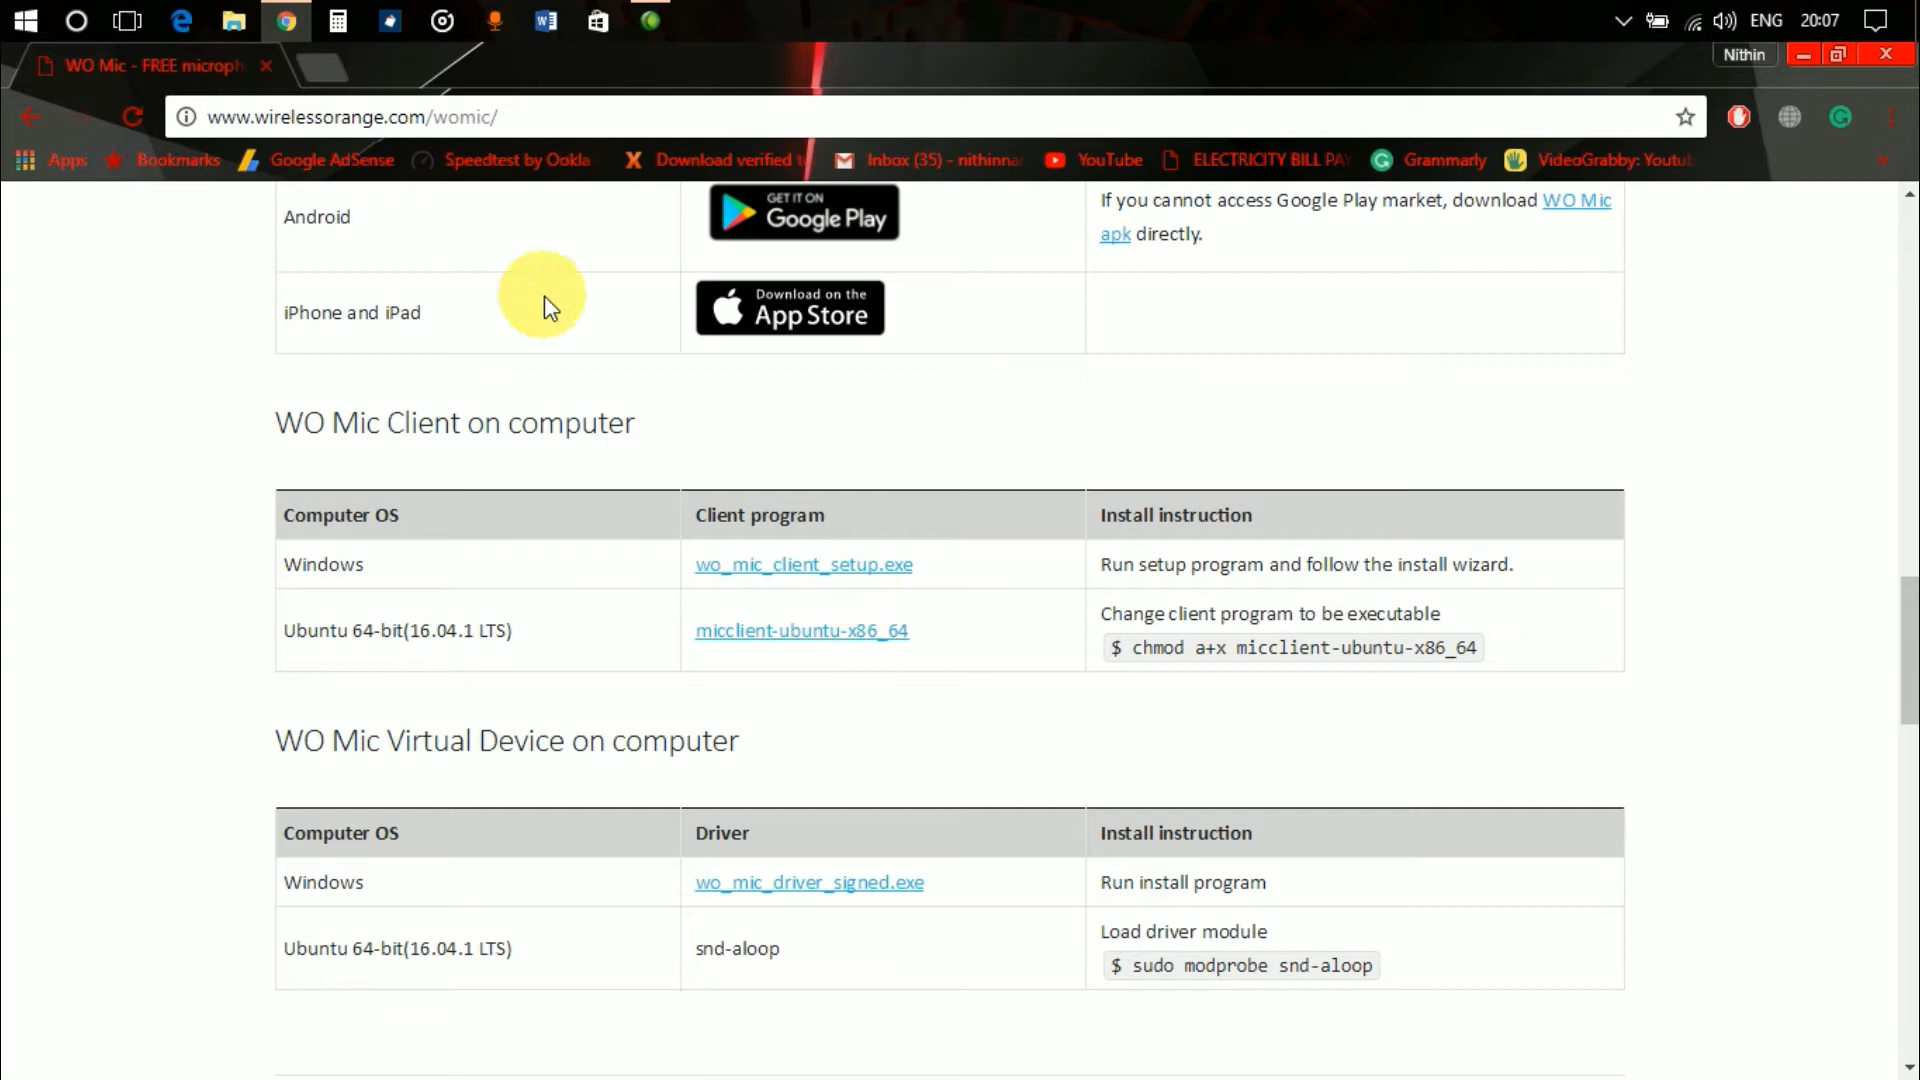 ENG 20:07
WO Mic - FREE microph
Nithin
www.wirelessorange.com/womic/
Apps Bookmarks Google AdSense Speedtest by Ookla Download verified Inbox (35) - nithinna YouTube ELECTRICITY BILL PAY Grammarly VideoGrabby: Youtu
Android
GET IT ON
Google Play
If you cannot access Google Play market, download WO Mic
apk directly.
iPhone and iPad
Download on the
App Store
WO Mic Client on computer
Computer OS Client program Install instruction
Windows wo_mic_client_setup.exe Run setup program and follow the install wizard.
Ubuntu 64-bit(16.04.1 LTS) micclient-ubuntu-x86_64 Change client program to be executable
$ chmod a+x micclient-ubuntu-x86_64
WO Mic Virtual Device on computer
Computer OS Driver Install instruction
Windows wo_mic_driver_signed.exe Run install program
Ubuntu 64-bit(16.04.1 LTS) snd-aloop Load driver module
$ sudo modprobe snd-aloop